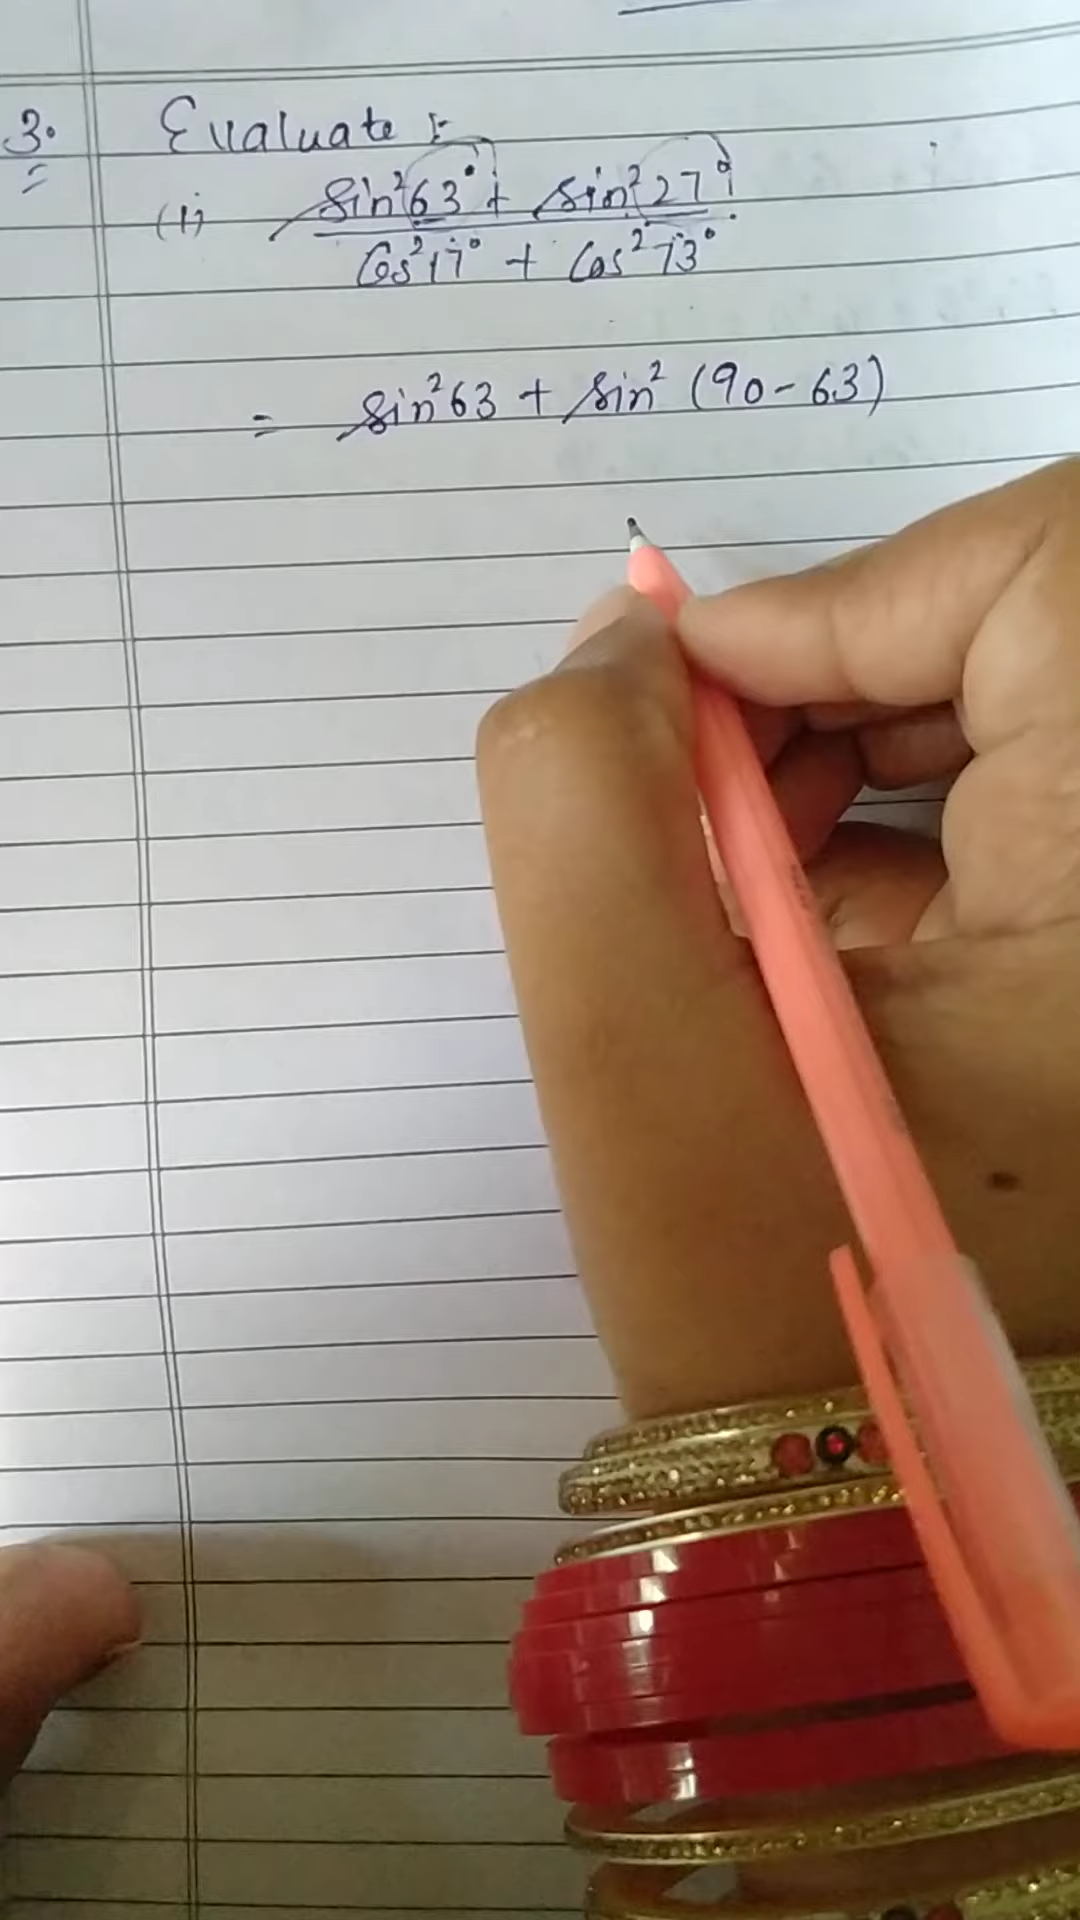 3. Evaluate :-
(i) sin²63° + sin²27°
cos²17° + cos²73°
= sin²63 + sin² (90-63)